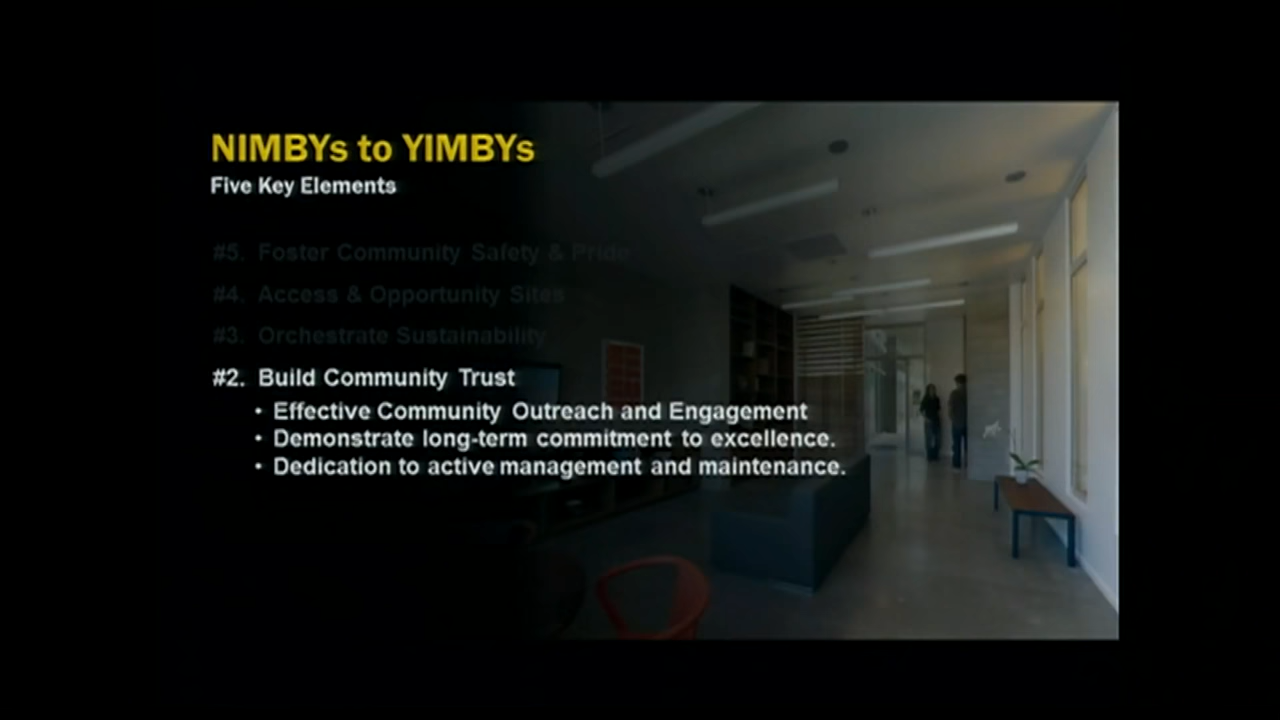 NIMBYs to YIMBYs
Five Key Elements
#5. Foster Community Safety & Pride
#4. Access & Opportunity Sites
#3. Orchestrate Sustainability
#2. Build Community Trust
• Effective Community Outreach and Engagement
• Demonstrate long-term commitment to excellence.
• Dedication to active management and maintenance.